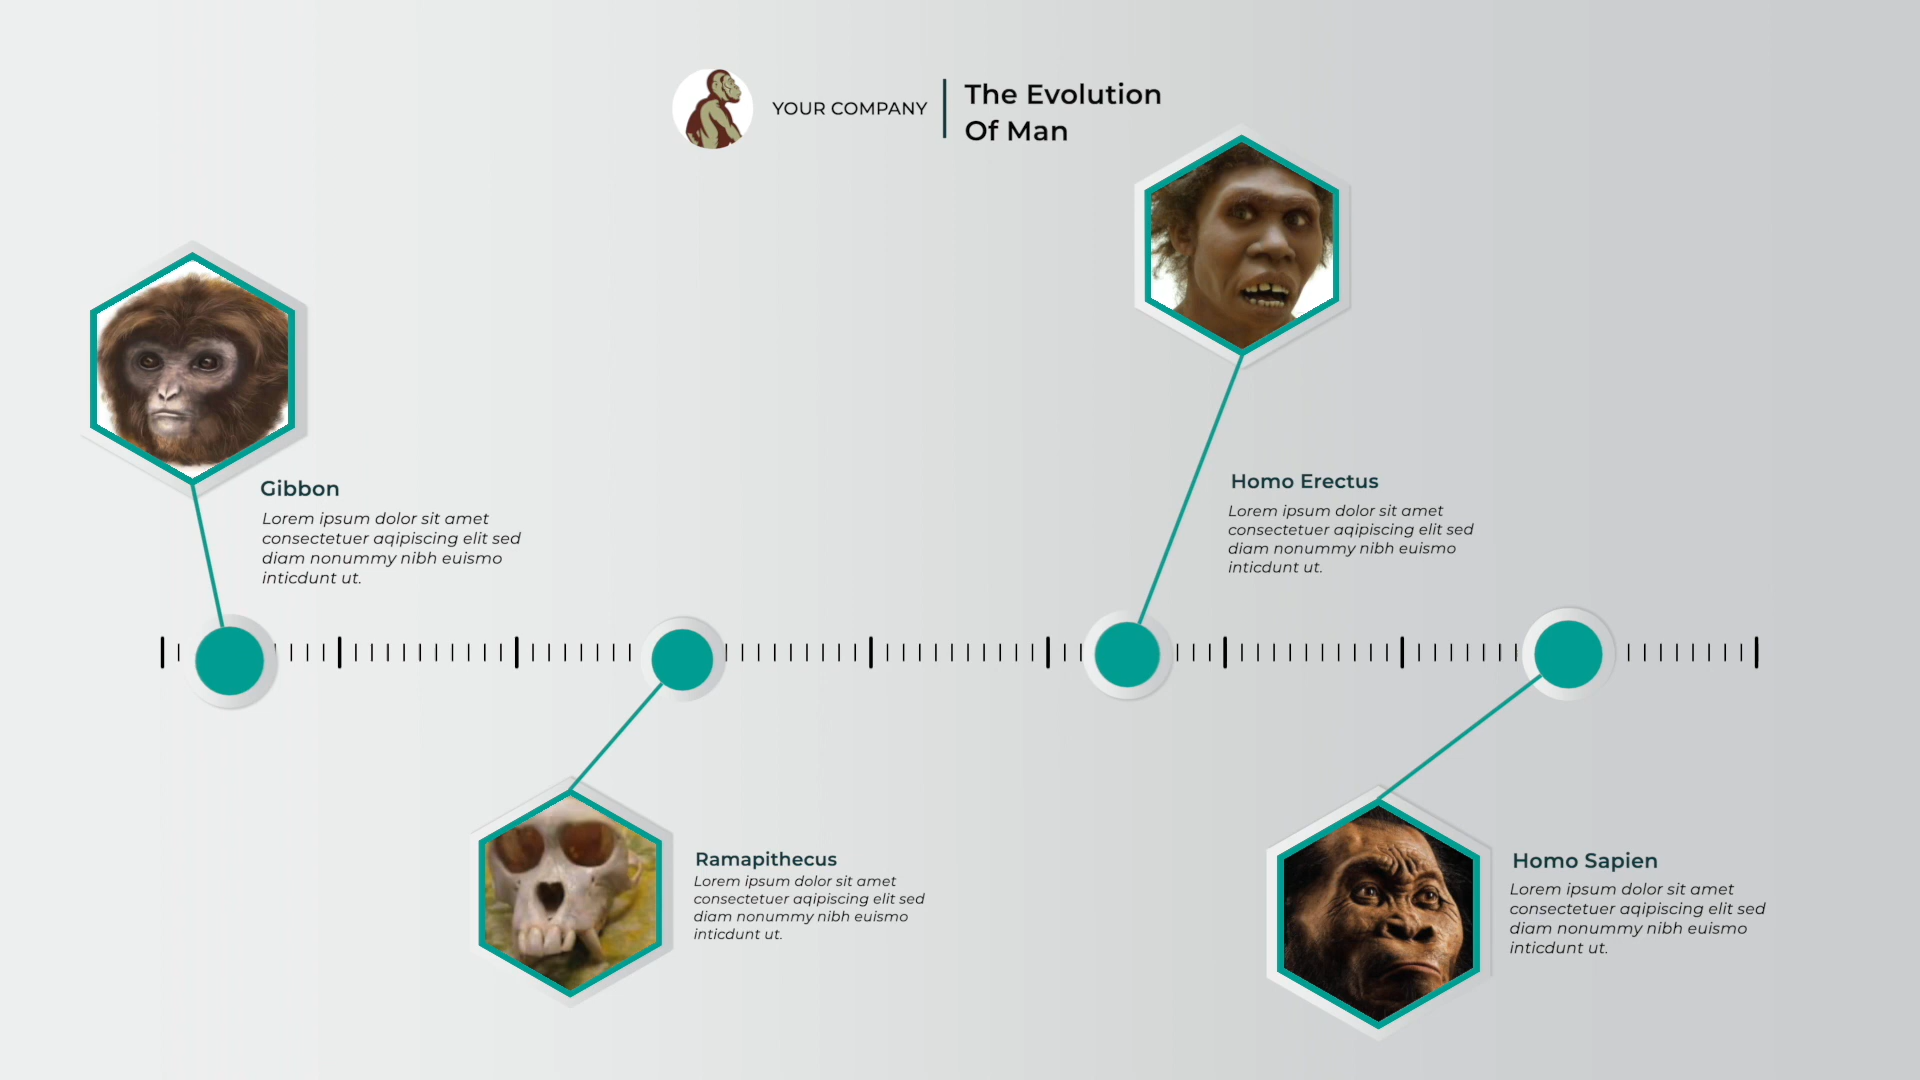 YOUR COMPANY
The Evolution
Of Man
Gibbon
Lorem ipsum dolor sit amet
consectetuer aqipiscing elit sed
diam nonummy nibh euismo
inticdunt ut.
Homo Erectus
Lorem ipsum dolor sit amet
consectetuer aqipiscing elit sed
diam nonummy nibh euismo
inticdunt ut.
Ramapithecus
Lorem ipsum dolor sit amet
consectetuer aqipiscing elit sed
diam nonummy nibh euismo
inticdunt ut.
Homo Sapien
Lorem ipsum dolor sit amet
consectetuer aqipiscing elit sed
diam nonummy nibh euismo
inticdunt ut.